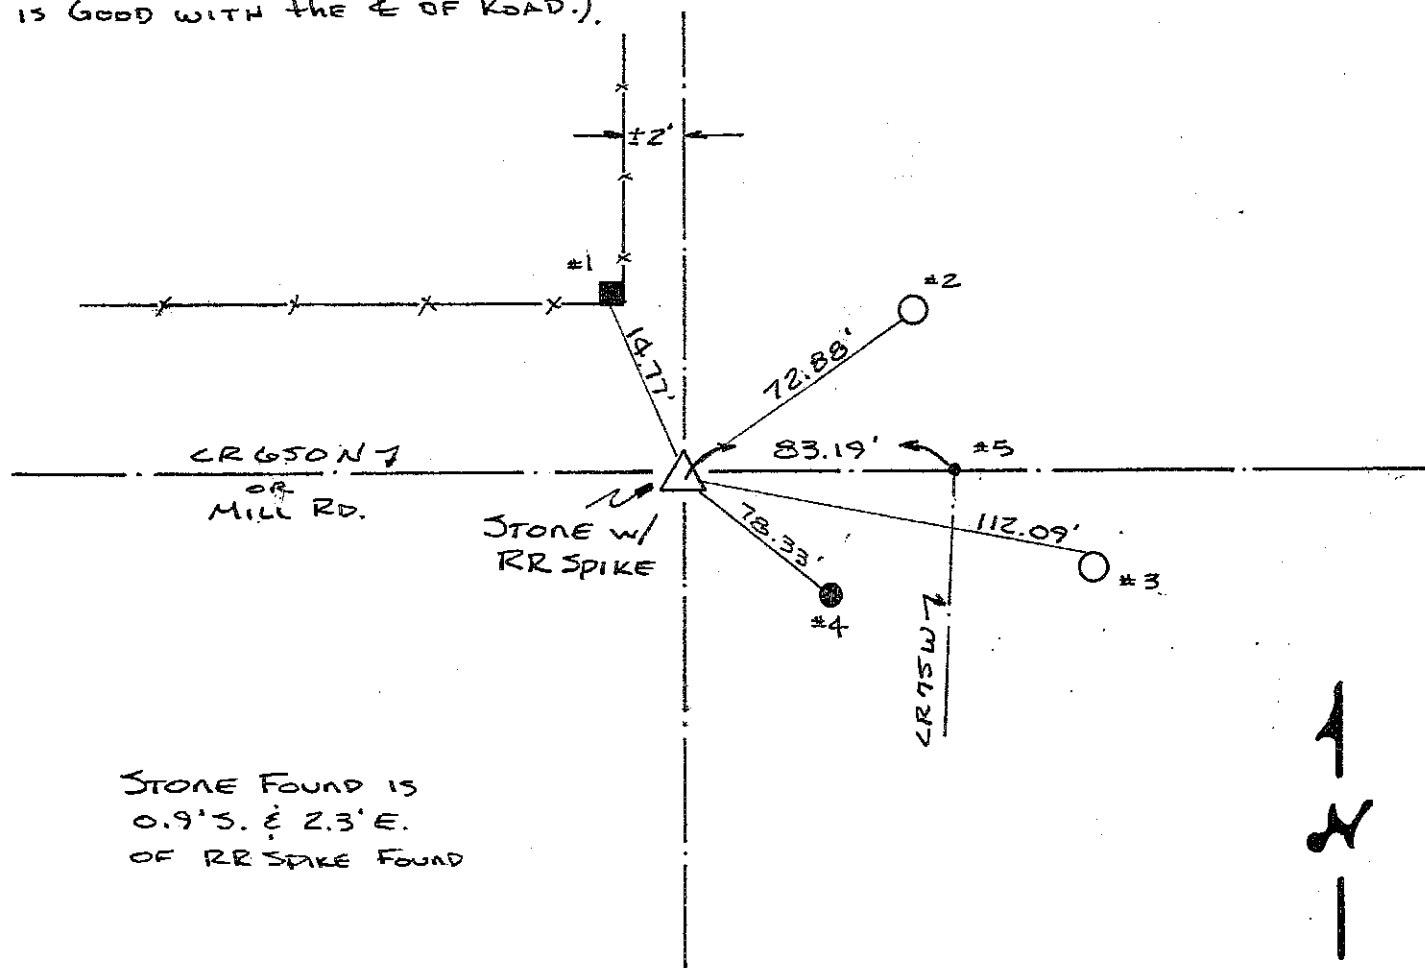 IS GOOD WITH THE ℄ OF ROAD.).
±2'
#1
#2
14.77'
72.88'
CR 650 N
OR
MILL RD.
83.19'
#5
STONE W/
RR SPIKE
78.33'
112.09'
#3
#4
CR 75 W
STONE FOUND IS
0.9' S. & 2.3' E.
OF RR SPIKE FOUND
N